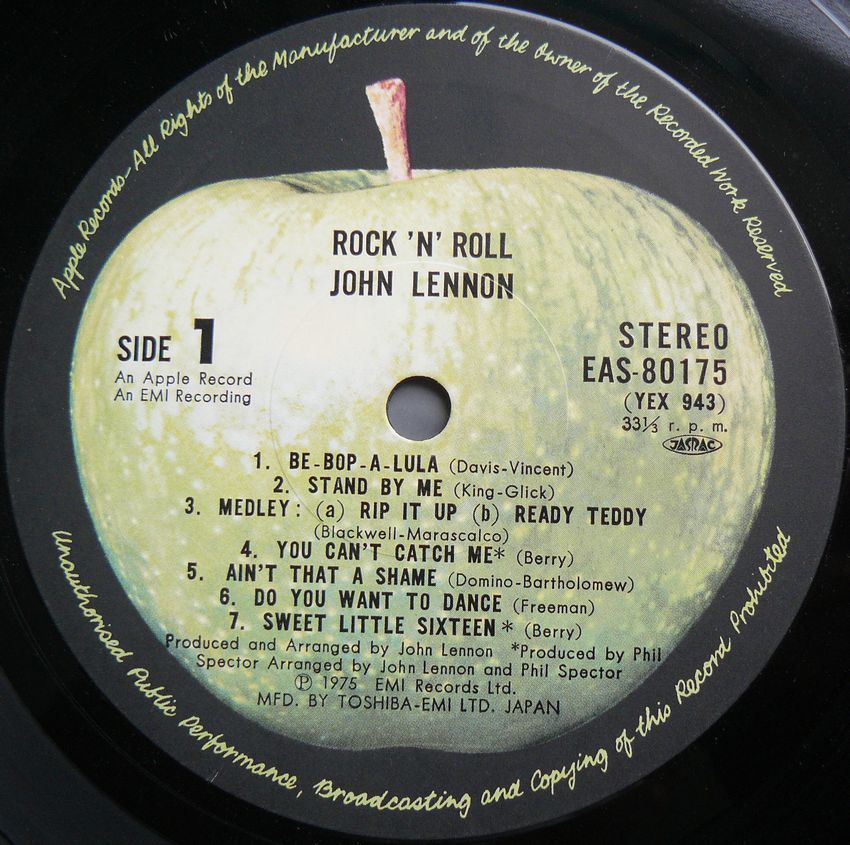 Apple Records-All Rights of the Manufacturer and of the Owner of the Recorded Work Reserved
ROCK 'N' ROLL
JOHN LENNON
SIDE 1
An Apple Record
An EMI Recording
STEREO
EAS-80175
(YEX 943)
33⅓ r. p. m.
JASRAC
1. BE-BOP-A-LULA (Davis-Vincent)
2. STAND BY ME (King-Glick)
3. MEDLEY: (a) RIP IT UP (b) READY TEDDY
(Blackwell-Marascalco)
4. YOU CAN'T CATCH ME* (Berry)
5. AIN'T THAT A SHAME (Domino-Bartholomew)
6. DO YOU WANT TO DANCE (Freeman)
7. SWEET LITTLE SIXTEEN* (Berry)
Produced and Arranged by John Lennon *Produced by Phil
Spector Arranged by John Lennon and Phil Spector
℗ 1975 EMI Records Ltd.
MFD. BY TOSHIBA-EMI LTD. JAPAN
Unauthorised Public Performance, Broadcasting and Copying of this Record Prohibited